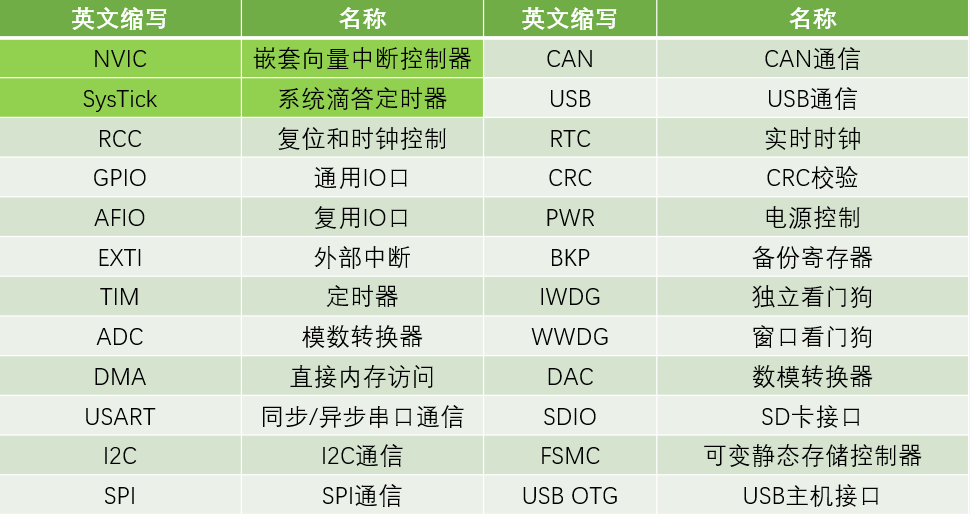 英文缩写 名称 英文缩写 名称
NVIC 嵌套向量中断控制器 CAN CAN通信
SysTick 系统滴答定时器 USB USB通信
RCC 复位和时钟控制 RTC 实时时钟
GPIO 通用IO口 CRC CRC校验
AFIO 复用IO口 PWR 电源控制
EXTI 外部中断 BKP 备份寄存器
TIM 定时器 IWDG 独立看门狗
ADC 模数转换器 WWDG 窗口看门狗
DMA 直接内存访问 DAC 数模转换器
USART 同步/异步串口通信 SDIO SD卡接口
I2C I2C通信 FSMC 可变静态存储控制器
SPI SPI通信 USB OTG USB主机接口